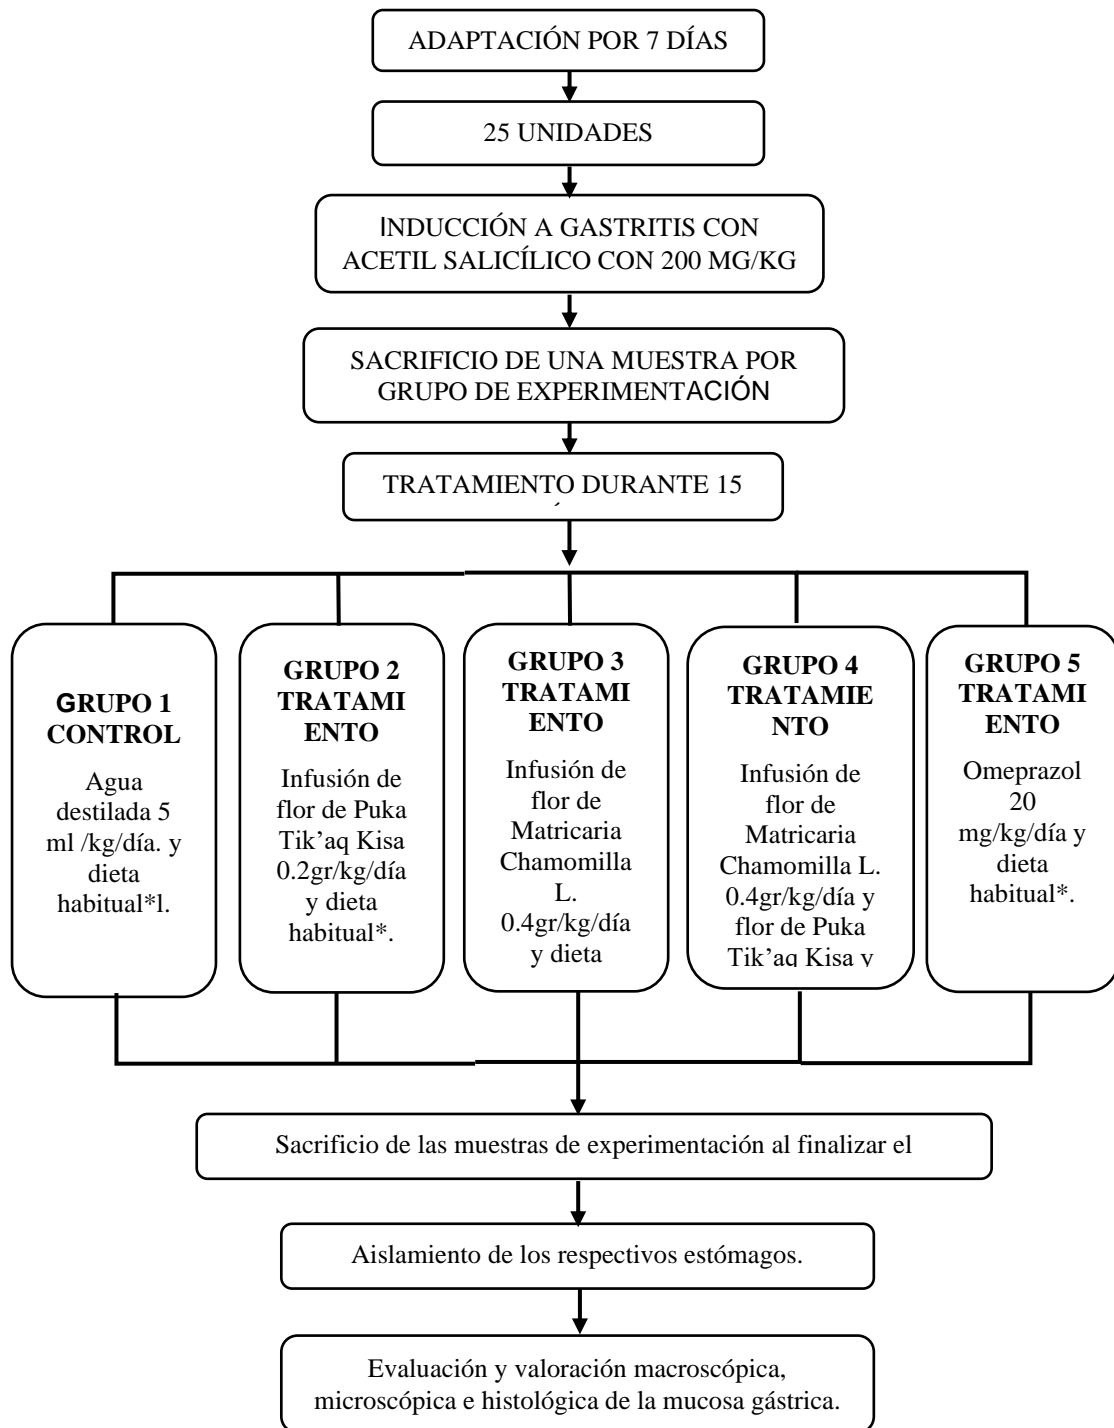 ADAPTACIÓN POR 7 DÍAS
25 UNIDADES
INDUCCIÓN A GASTRITIS CON
ACETIL SALICÍLICO CON 200 MG/KG
SACRIFICIO DE UNA MUESTRA POR
GRUPO DE EXPERIMENTACIÓN
TRATAMIENTO DURANTE 15
GRUPO 1
CONTROL
Agua
destilada 5
ml /kg/día. y
dieta
habitual*l.
GRUPO 2
TRATAMI
ENTO
Infusión de
flor de Puka
Tik’aq Kisa
0.2gr/kg/día
y dieta
habitual*.
GRUPO 3
TRATAMI
ENTO
Infusión de
flor de
Matricaria
Chamomilla
L.
0.4gr/kg/día
y dieta
GRUPO 4
TRATAMIE
NTO
Infusión de
flor de
Matricaria
Chamomilla L.
0.4gr/kg/día y
flor de Puka
Tik’aq Kisa y
GRUPO 5
TRATAMI
ENTO
Omeprazol
20
mg/kg/día y
dieta
habitual*.
Sacrificio de las muestras de experimentación al finalizar el
Aislamiento de los respectivos estómagos.
Evaluación y valoración macroscópica,
microscópica e histológica de la mucosa gástrica.